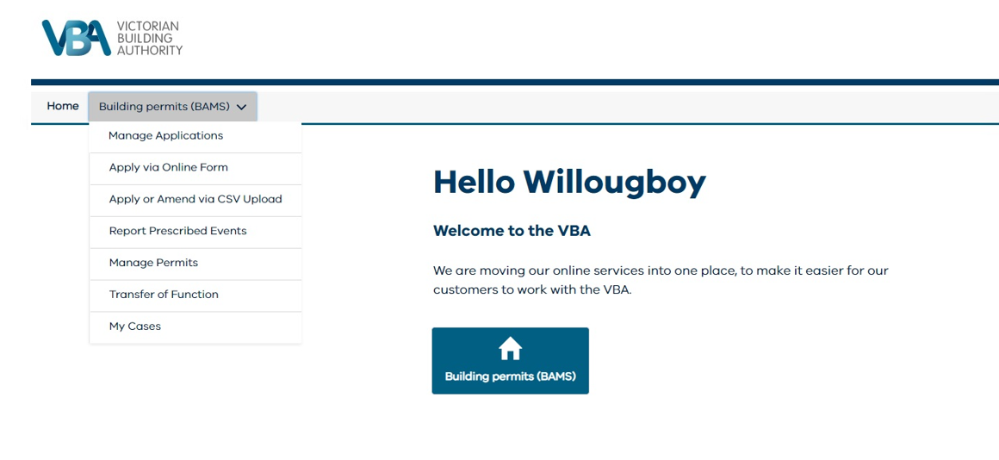 VBA
VICTORIAN
BUILDING
AUTHORITY
Home
Building permits (BAMS)
Manage Applications
Apply via Online Form
Apply or Amend via CSV Upload
Report Prescribed Events
Manage Permits
Transfer of Function
My Cases
Hello Willougboy
Welcome to the VBA
We are moving our online services into one place, to make it easier for our
customers to work with the VBA.
Building permits (BAMS)